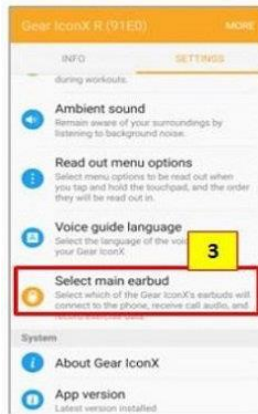 Gear IconX R (91E0) MORE
INFO SETTINGS
during workouts.
Ambient sound
Remain aware of your surroundings by
listening to background noise.
Read out menu options
Select menu options to be read out when
you tap and hold the touchpad, and the order
they will be read out in.
Voice guide language
Select the language of the
your Gear IconX
3
Select main earbud
Select which of the Gear IconX's earbuds will
connect to the phone, receive call audio, and
record exercise data
System
About Gear IconX
App version
Latest version installed